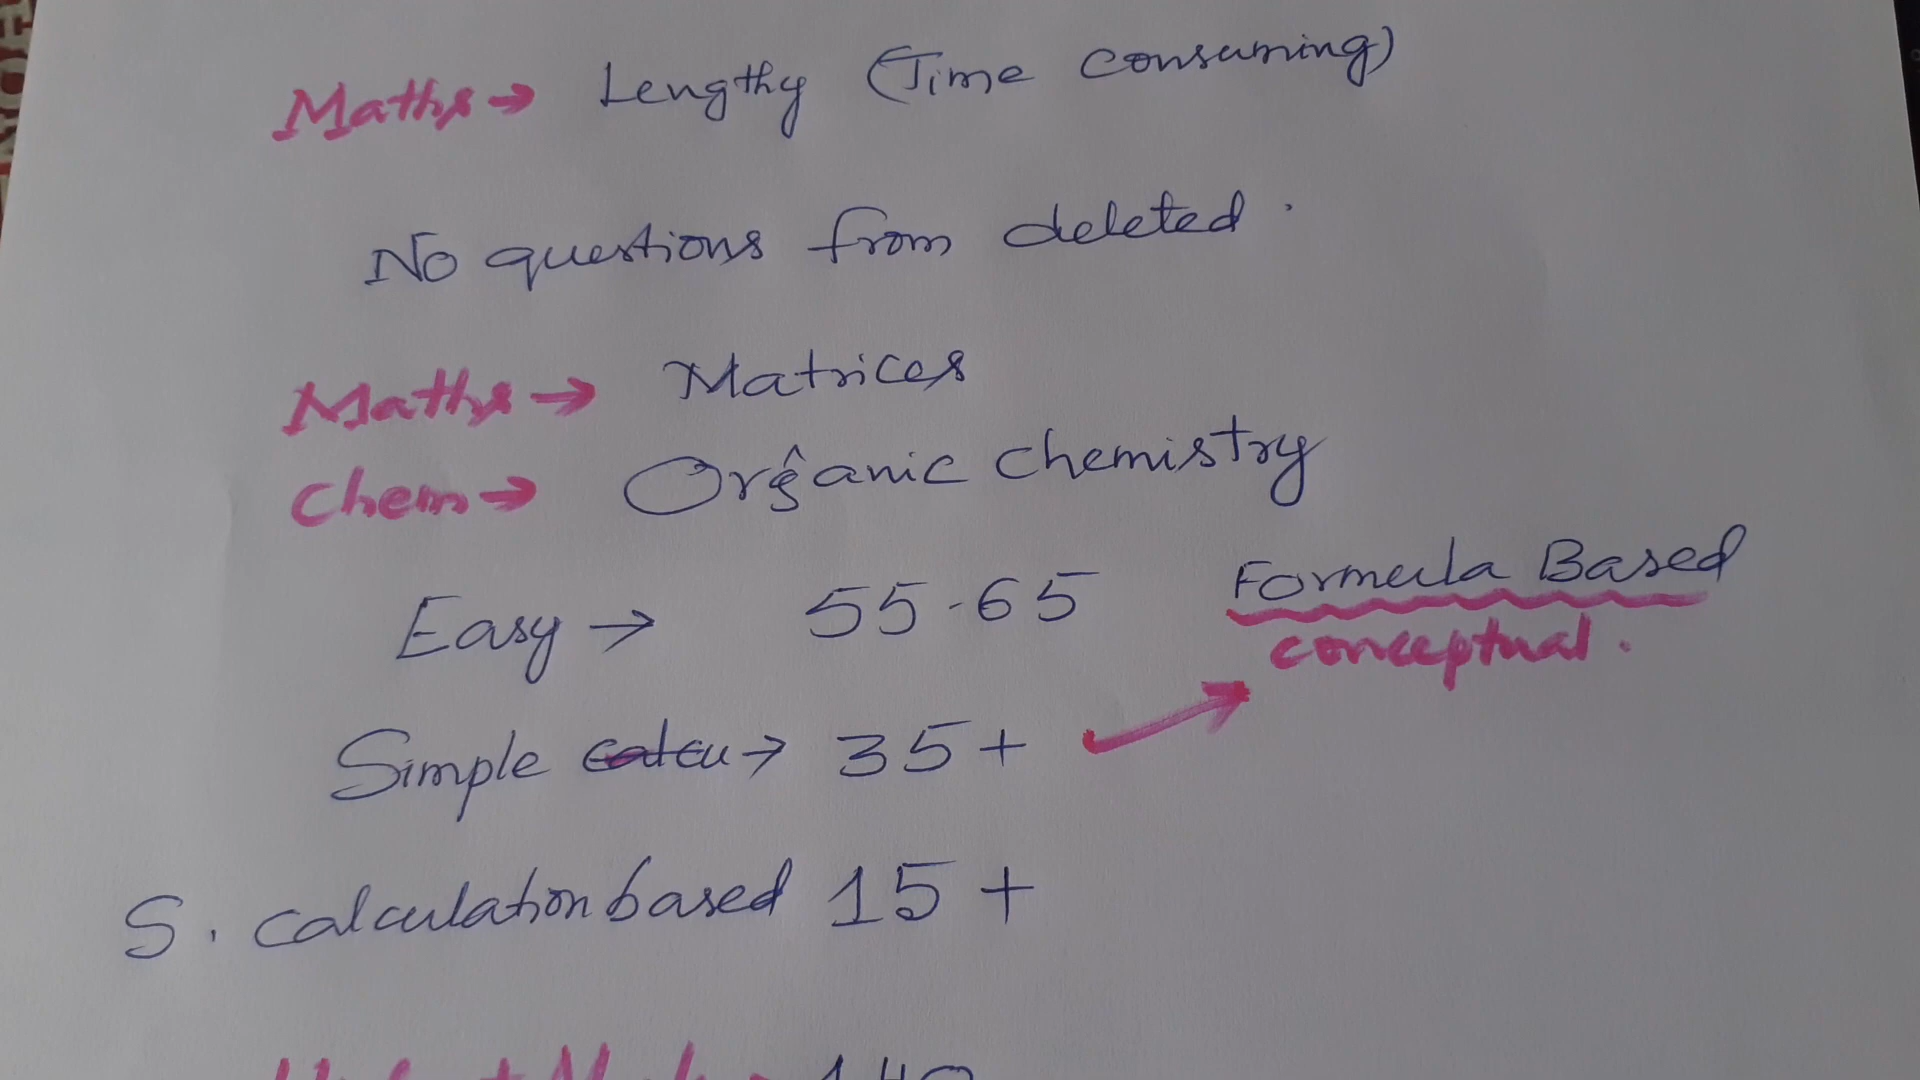 Maths → Lengthy (Time consuming)
No questions from deleted.
Maths → Matrices
Chem → Organic Chemistry
Easy → 55-65 Formula Based
conceptual.
Simple calcu → 35+
S. calculation based 15+